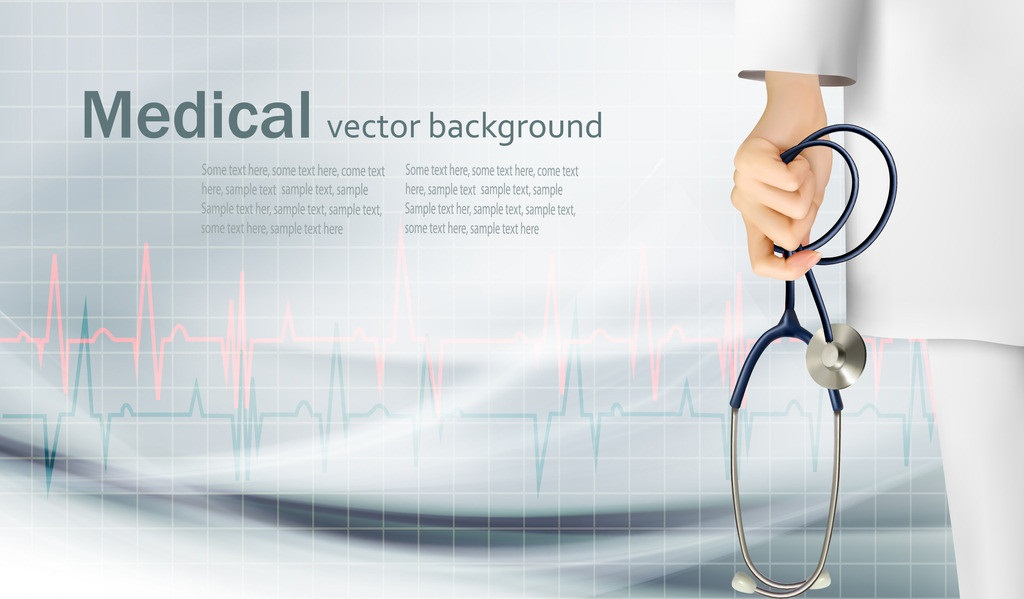 Medical vector background
Some text here, some text here, come text
here, sample text sample text, sample
Sample text her, sample text, sample text,
some text here, sample text here
Some text here, some text here, come text
here, sample text sample text, sample
Sample text her, sample text, sample text,
some text here, sample text here